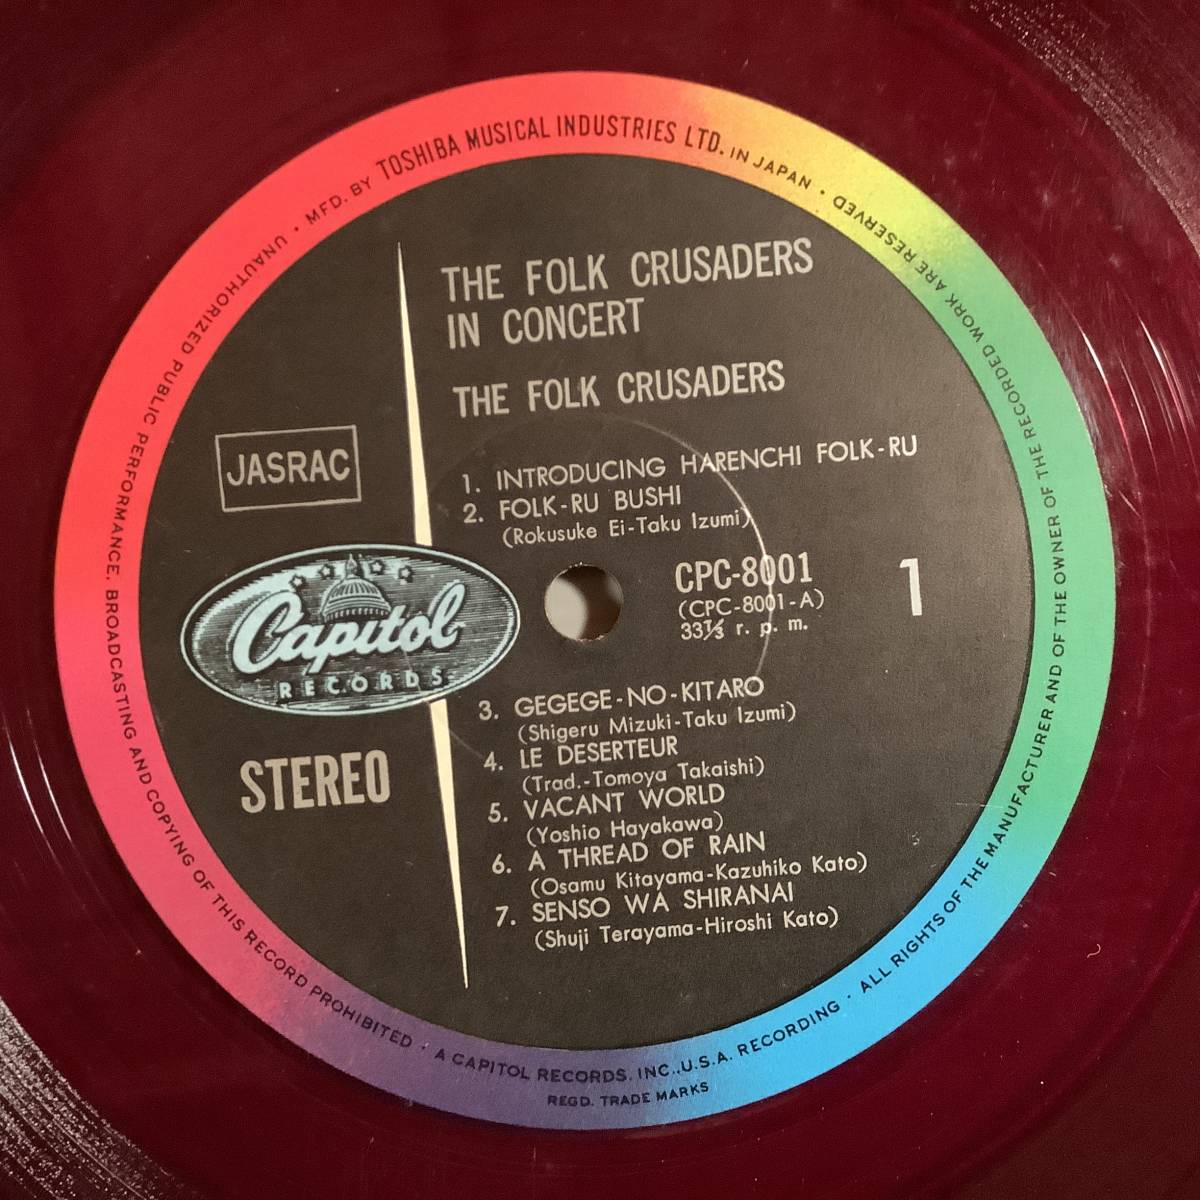 UNAUTHORIZED PUBLIC PERFORMANCE, BROADCASTING AND COPYING OF THIS RECORD PROHIBITED · A CAPITOL RECORDS, INC., U.S.A. RECORDING · ALL RIGHTS OF THE MANUFACTURER AND OF THE OWNER OF THE RECORDED WORK ARE RESERVED
· MFD. BY TOSHIBA MUSICAL INDUSTRIES LTD. IN JAPAN ·
REGD. TRADE MARKS
THE FOLK CRUSADERS
IN CONCERT
THE FOLK CRUSADERS
JASRAC
1. INTRODUCING HARENCHI FOLK-RU
2. FOLK-RU BUSHI
(Rokusuke Ei-Taku Izumi)
CPC-8001
(CPC-8001-A)
33⅓ r. p. m.
1
Capitol
RECORDS
STEREO
3. GEGEGE-NO-KITARO
(Shigeru Mizuki-Taku Izumi)
4. LE DESERTEUR
(Trad.-Tomoya Takaishi)
5. VACANT WORLD
(Yoshio Hayakawa)
6. A THREAD OF RAIN
(Osamu Kitayama-Kazuhiko Kato)
7. SENSO WA SHIRANAI
(Shuji Terayama-Hiroshi Kato)